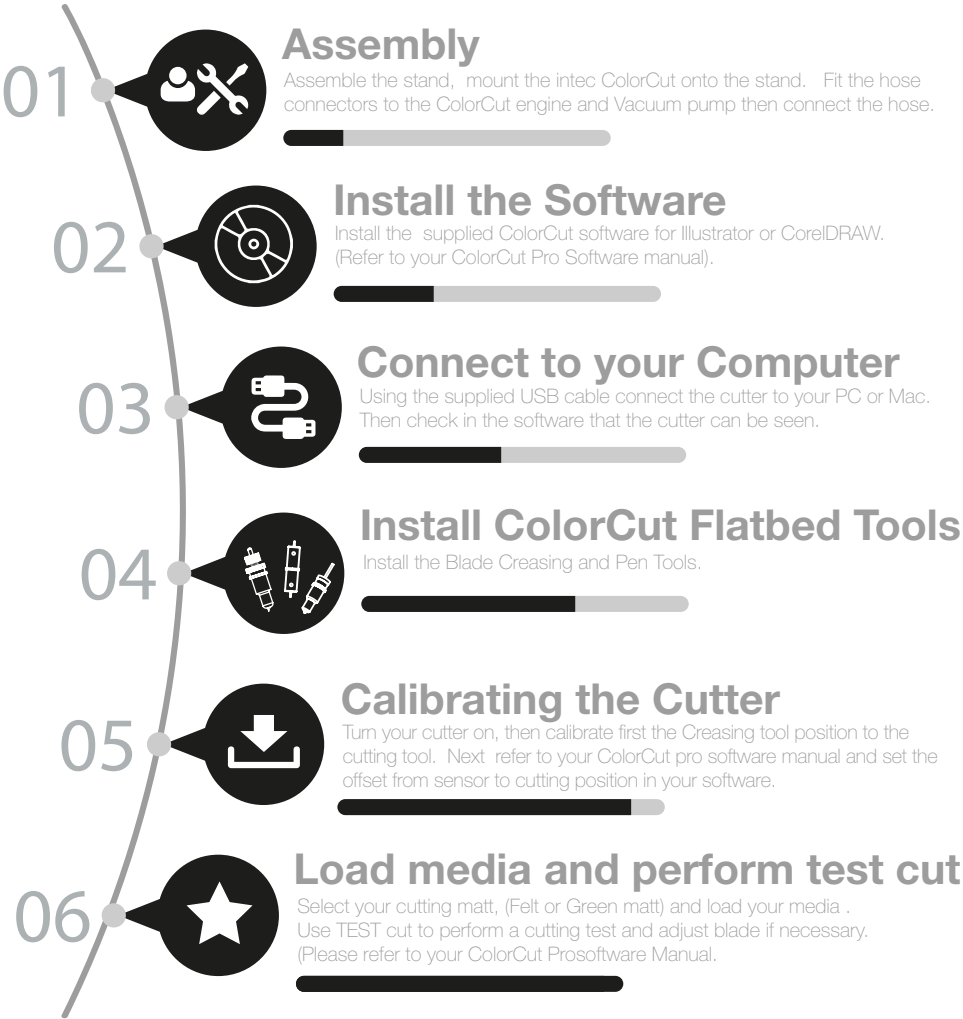 01
Assembly
Assemble the stand, mount the intec ColorCut onto the stand. Fit the hose
connectors to the ColorCut engine and Vacuum pump then connect the hose.
02
Install the Software
Install the supplied ColorCut software for Illustrator or CorelDRAW.
(Refer to your ColorCut Pro Software manual).
03
Connect to your Computer
Using the supplied USB cable connect the cutter to your PC or Mac.
Then check in the software that the cutter can be seen.
04
Install ColorCut Flatbed Tools
Install the Blade Creasing and Pen Tools.
05
Calibrating the Cutter
Turn your cutter on, then calibrate first the Creasing tool position to the
cutting tool. Next refer to your ColorCut pro software manual and set the
offset from sensor to cutting position in your software.
06
Load media and perform test cut
Select your cutting matt, (Felt or Green matt) and load your media .
Use TEST cut to perform a cutting test and adjust blade if necessary.
(Please refer to your ColorCut Prosoftware Manual.